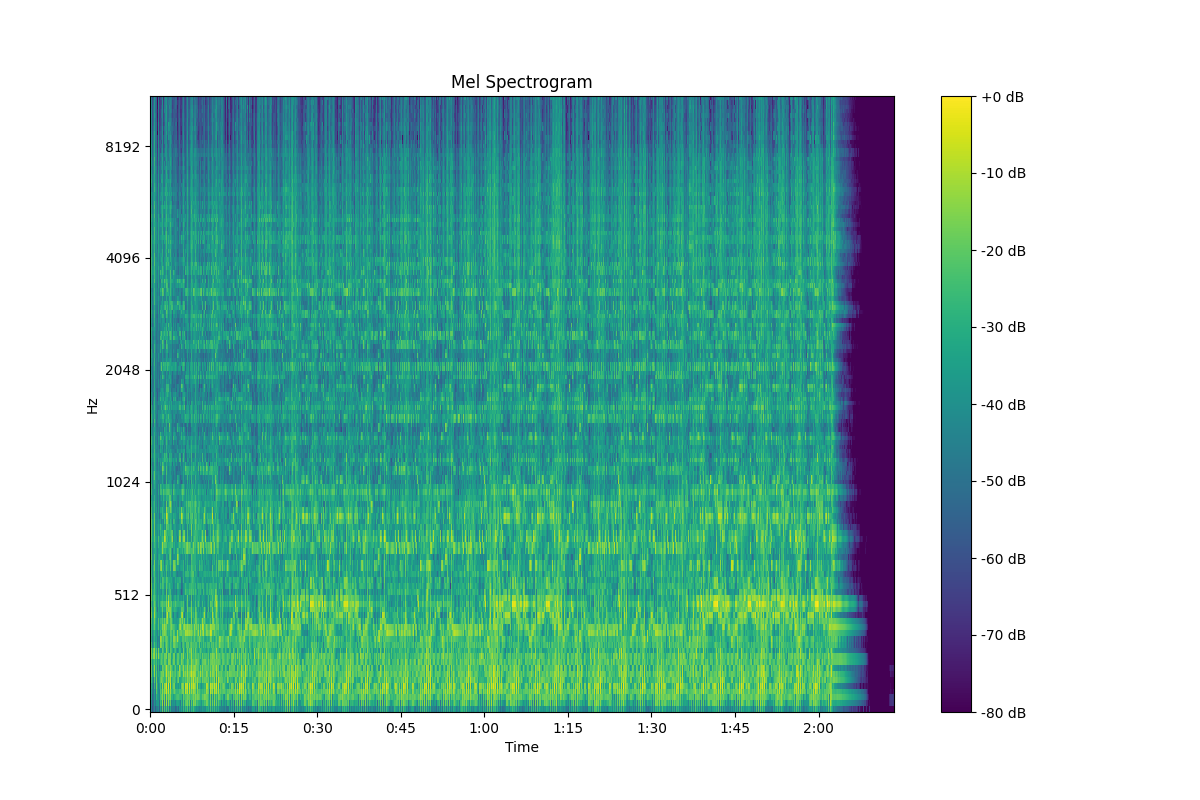 Mel Spectrogram
Hz
8192
4096
2048
1024
512
0
0:00 0:15 0:30 0:45 1:00 1:15 1:30 1:45 2:00
Time
+0 dB
-10 dB
-20 dB
-30 dB
-40 dB
-50 dB
-60 dB
-70 dB
-80 dB